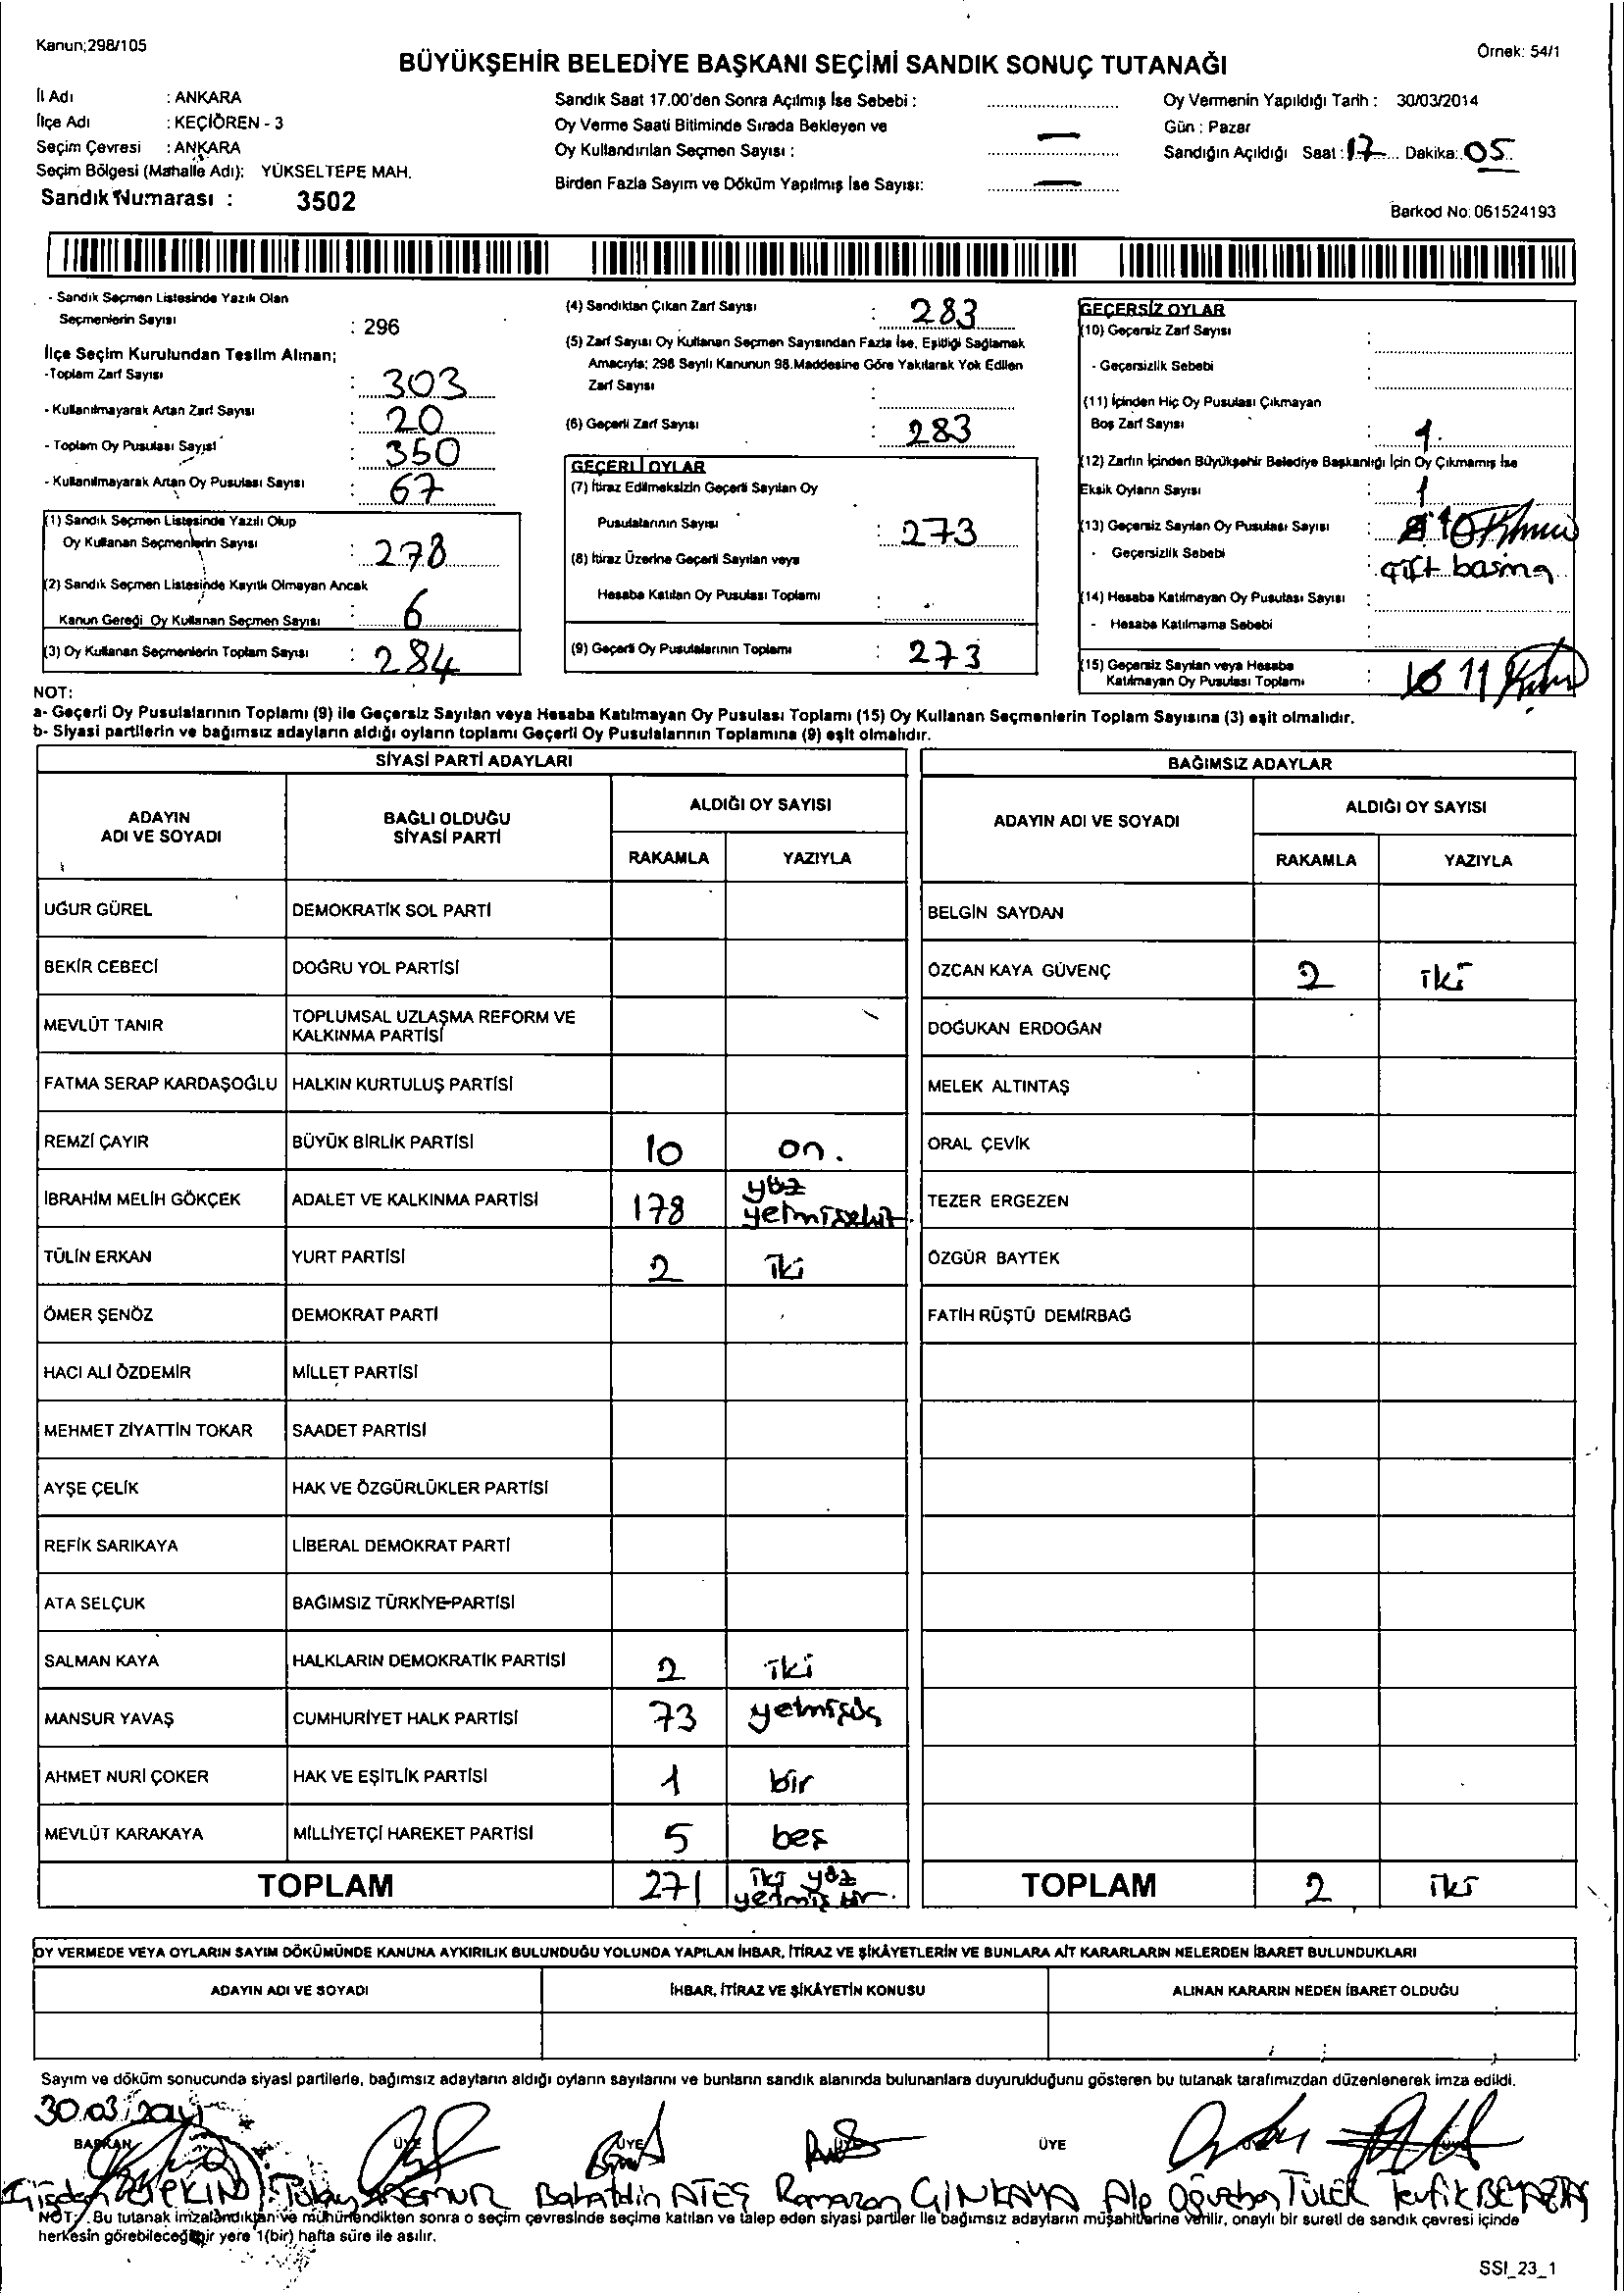 Kanun;298/105
Örnek: 54/1
BÜYÜKŞEHİR BELEDİYE BAŞKANI SEÇİMİ SANDIK SONUÇ TUTANAĞI
İl Adı : ANKARA
İlçe Adı : KEÇİÖREN - 3
Seçim Çevresi : ANKARA
Seçim Bölgesi (Mahalle Adı): YÜKSELTEPE MAH.
Sandık Numarası : 3502
Sandık Saat 17.00'den Sonra Açılmış İse Sebebi :
Oy Verme Saati Bitiminde Sırada Bekleyen ve
Oy Kullandırılan Seçmen Sayısı : —
Birden Fazla Sayım ve Döküm Yapılmış İse Sayısı: —
Oy Vermenin Yapıldığı Tarih : 30/03/2014
Gün : Pazar
Sandığın Açıldığı Saat : 17 Dakika: 05
Barkod No: 061524193
- Sandık Seçmen Listesinde Yazılı Olan
Seçmenlerin Sayısı : 296
İlçe Seçim Kurulundan Teslim Alınan;
-Toplam Zarf Sayısı : 303
- Kullanılmayarak Artan Zarf Sayısı : 20
- Toplam Oy Pusulası Sayısı : 350
- Kullanılmayarak Artan Oy Pusulası Sayısı : 67
(1) Sandık Seçmen Listesinde Yazılı Olup
Oy Kullanan Seçmenlerin Sayısı : 278
(2) Sandık Seçmen Listesinde Kayıtlı Olmayan Ancak
Kanun Gereği Oy Kullanan Seçmen Sayısı : 6
(3) Oy Kullanan Seçmenlerin Toplam Sayısı : 284
(4) Sandıktan Çıkan Zarf Sayısı : 283
(5) Zarf Sayısı Oy Kullanan Seçmen Sayısından Fazla İse, Eşitliği Sağlamak
Amacıyla; 298 Sayılı Kanunun 98.Maddesine Göre Yakılarak Yok Edilen
Zarf Sayısı :
(6) Geçerli Zarf Sayısı : 283
GEÇERLİ OYLAR
(7) İtiraz Edilmeksizin Geçerli Sayılan Oy
Pusulalarının Sayısı : 273
(8) İtiraz Üzerine Geçerli Sayılan veya
Hesaba Katılan Oy Pusulası Toplamı :
(9) Geçerli Oy Pusulalarının Toplamı : 273
GEÇERSİZ OYLAR
(10) Geçersiz Zarf Sayısı :
- Geçersizlik Sebebi :
(11) İçinden Hiç Oy Pusulası Çıkmayan
Boş Zarf Sayısı : 1
(12) Zarfın İçinden Büyükşehir Belediye Başkanlığı İçin Oy Çıkmamış İse
Eksik Oyların Sayısı : 1
(13) Geçersiz Sayılan Oy Pusulası Sayısı : 10
- Geçersizlik Sebebi : çift basma
(14) Hesaba Katılmayan Oy Pusulası Sayısı :
- Hesaba Katılmama Sebebi :
(15) Geçersiz Sayılan veya Hesaba
Katılmayan Oy Pusulası Toplamı : 10 11
NOT:
a- Geçerli Oy Pusulalarının Toplamı (9) ile Geçersiz Sayılan veya Hesaba Katılmayan Oy Pusulası Toplamı (15) Oy Kullanan Seçmenlerin Toplam Sayısına (3) eşit olmalıdır.
b- Siyasi partilerin ve bağımsız adayların aldığı oyların toplamı Geçerli Oy Pusulalarının Toplamına (9) eşit olmalıdır.
SİYASİ PARTİ ADAYLARI
ADAYIN ADI VE SOYADI BAĞLI OLDUĞU SİYASİ PARTİ ALDIĞI OY SAYISI
RAKAMLA YAZIYLA
UĞUR GÜREL DEMOKRATİK SOL PARTİ
BEKİR CEBECİ DOĞRU YOL PARTİSİ
MEVLÜT TANIR TOPLUMSAL UZLAŞMA REFORM VE KALKINMA PARTİSİ
FATMA SERAP KARDAŞOĞLU HALKIN KURTULUŞ PARTİSİ
REMZİ ÇAYIR BÜYÜK BİRLİK PARTİSİ 10 on.
İBRAHİM MELİH GÖKÇEK ADALET VE KALKINMA PARTİSİ 178 yüz yetmişsekiz
TÜLİN ERKAN YURT PARTİSİ 2 iki
ÖMER ŞENÖZ DEMOKRAT PARTİ
HACI ALİ ÖZDEMİR MİLLET PARTİSİ
MEHMET ZİYATTİN TOKAR SAADET PARTİSİ
AYŞE ÇELİK HAK VE ÖZGÜRLÜKLER PARTİSİ
REFİK SARIKAYA LİBERAL DEMOKRAT PARTİ
ATA SELÇUK BAĞIMSIZ TÜRKİYE PARTİSİ
SALMAN KAYA HALKLARIN DEMOKRATİK PARTİSİ 2 iki
MANSUR YAVAŞ CUMHURİYET HALK PARTİSİ 73 yetmişüç
AHMET NURİ ÇOKER HAK VE EŞİTLİK PARTİSİ 1 bir
MEVLÜT KARAKAYA MİLLİYETÇİ HAREKET PARTİSİ 5 beş
TOPLAM 271 iki yüz yetmiş bir.
BAĞIMSIZ ADAYLAR
ADAYIN ADI VE SOYADI ALDIĞI OY SAYISI
RAKAMLA YAZIYLA
BELGİN SAYDAN
ÖZCAN KAYA GÜVENÇ 2 iki
DOĞUKAN ERDOĞAN
MELEK ALTINTAŞ
ORAL ÇEVİK
TEZER ERGEZEN
ÖZGÜR BAYTEK
FATİH RÜŞTÜ DEMİRBAĞ
TOPLAM 2 iki
OY VERMEDE VEYA OYLARIN SAYIM DÖKÜMÜNDE KANUNA AYKIRILIK BULUNDUĞU YOLUNDA YAPILAN İHBAR, İTİRAZ VE ŞİKÂYETLERİN VE BUNLARA AİT KARARLARIN NELERDEN İBARET BULUNDUKLARI
ADAYIN ADI VE SOYADI İHBAR, İTİRAZ VE ŞİKÂYETİN KONUSU ALINAN KARARIN NEDEN İBARET OLDUĞU
Sayım ve döküm sonucunda siyasi partilerle, bağımsız adayların aldığı oyların sayılarını ve bunların sandık alanında bulunanlara duyurulduğunu gösteren bu tutanak tarafımızdan düzenlenerek imza edildi.
30.03.2014
BAŞKAN ÜYE ÜYE ÜYE ÜYE ÜYE
Bahattin ATEŞ Ramazan GİNKAYA Alp Oğuzhan TÜLEK Tevfik
NOT: Bu tutanak imzalandıktan ve mühürlendikten sonra o seçim çevresinde seçime katılan ve talep eden siyasi partiler ile bağımsız adayların müşahitlerine verilir, onaylı bir sureti de sandık çevresi içinde
herkesin görebileceği bir yere 1(bir) hafta süre ile asılır.
SSI_23_1